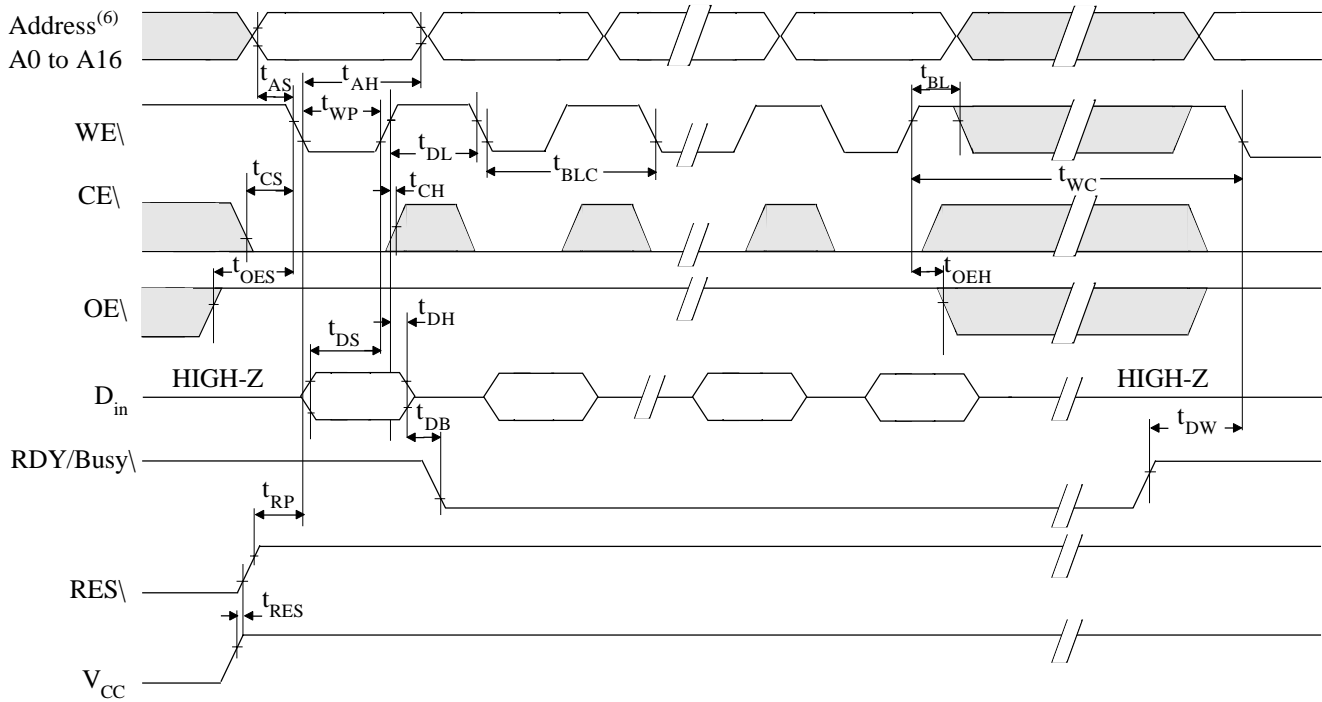 Address(6)
A0 to A16
tAS
tAH
tBL
tWP
WE\
tDL
tBLC
tCS
tCH
tWC
CE\
tOES
tOEH
OE\
tDH
tDS
HIGH-Z
HIGH-Z
Din
tDB
tDW
RDY/Busy\
tRP
RES\
tRES
VCC